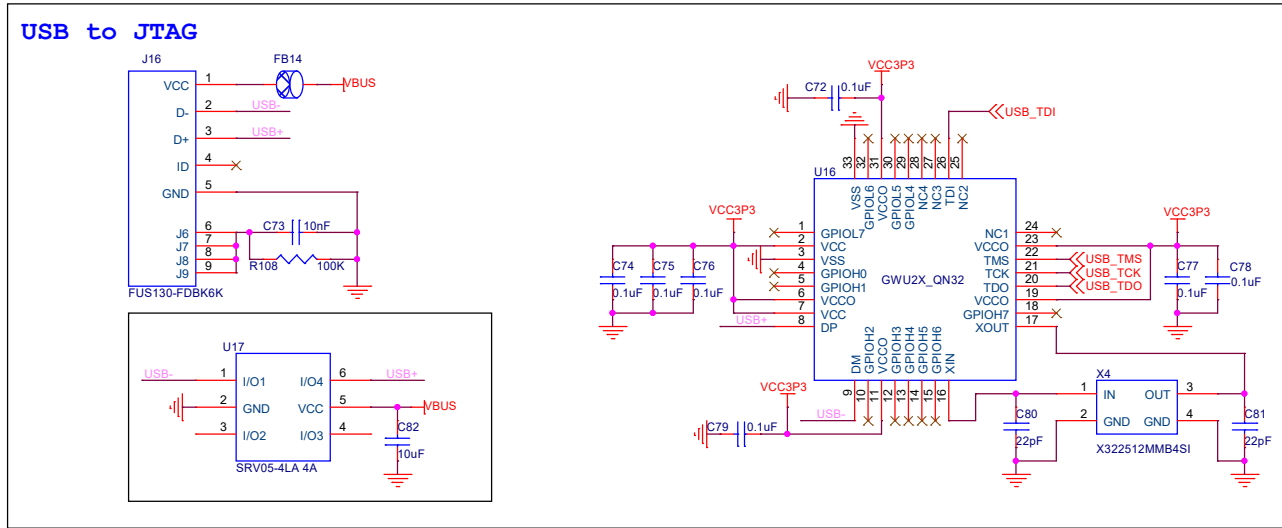 USB to JTAG
J16
VCC
D-
D+
ID
GND
J6
J7
J8
J9
1
2
3
4
5
6
7
8
9
FUS130-FDBK6K
FB14
VBUS
USB-
USB+
C73
10nF
R108
100K
U17
USB-
1
I/O1
I/O4
6
USB+
2
GND
VCC
5
VBUS
3
I/O2
I/O3
4
SRV05-4LA 4A
C82
10uF
VCC3P3
C72
0.1uF
USB_TDI
33
32
31
30
29
28
27
26
25
U16
VSS
GPIOL6
VCCO
GPIOL5
GPIOL4
NC4
NC3
TDI
NC2
VCC3P3
1
GPIOL7
2
VCC
3
VSS
4
GPIOH0
5
GPIOH1
6
VCCO
7
VCC
8
DP
USB+
C74
0.1uF
C75
0.1uF
C76
0.1uF
GWU2X_QN32
NC1
24
VCCO
23
TMS
22
USB_TMS
TCK
21
USB_TCK
TDO
20
USB_TDO
VCCO
19
GPIOH7
18
XOUT
17
VCC3P3
C77
0.1uF
C78
0.1uF
DM
GPIOH2
VCCO
GPIOH3
GPIOH4
GPIOH5
GPIOH6
XIN
9
10
11
12
13
14
15
16
VCC3P3
USB-
C79
0.1uF
X4
1
IN
OUT
3
2
GND
GND
4
X322512MMB4SI
C80
22pF
C81
22pF